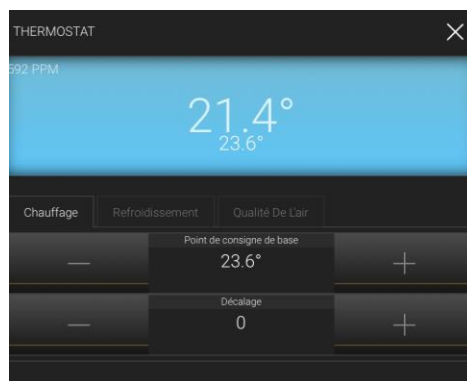 THERMOSTAT
592 PPM
21.4°
23.6°
Chauffage Refroidissement Qualité De L'air
Point de consigne de base
23.6°
Décalage
0